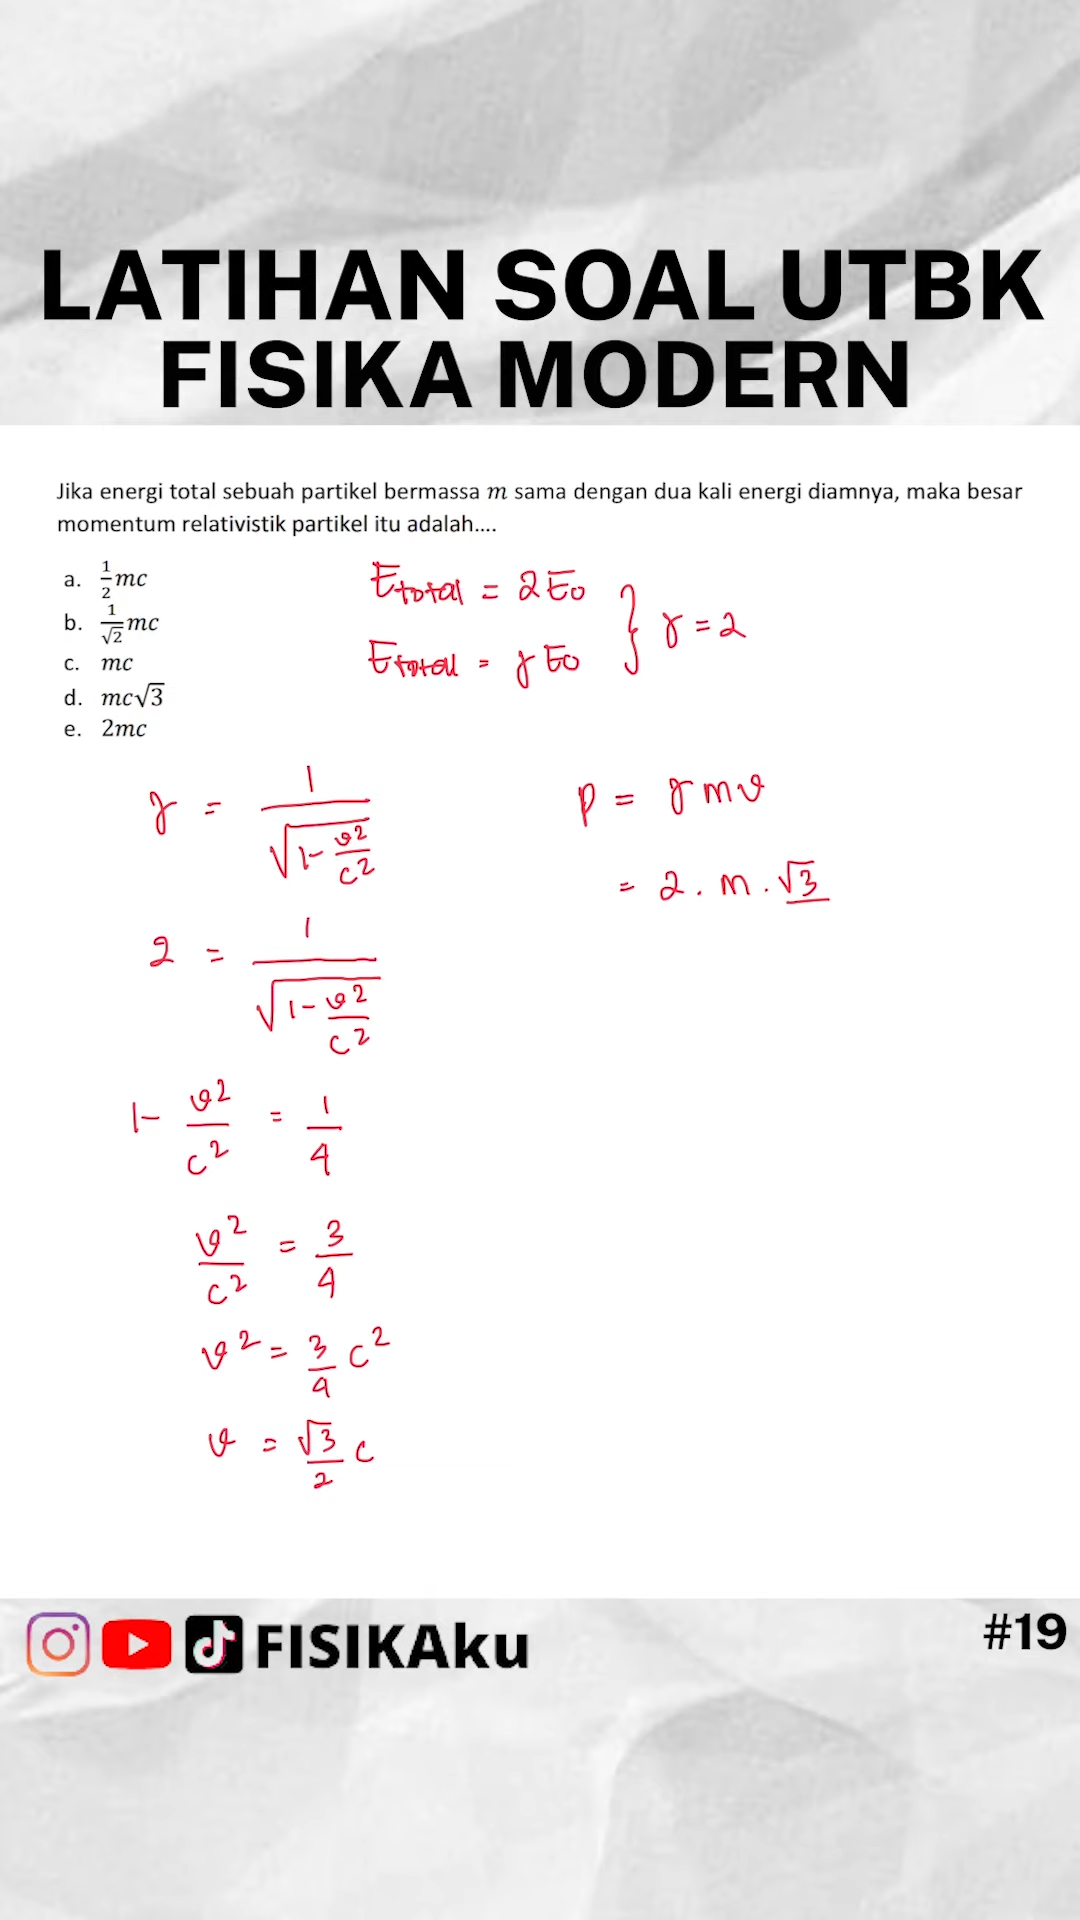 LATIHAN SOAL UTBK
FISIKA MODERN
Jika energi total sebuah partikel bermassa m sama dengan dua kali energi diamnya, maka besar
momentum relativistik partikel itu adalah....
a. 1/2 mc
b. 1/√2 mc
c. mc
d. mc√3
e. 2mc
Etotal = 2E0
Etotal = γE0 } γ = 2
γ = 1/√(1-v²/c²)
2 = 1/√(1-v²/c²)
1- v²/c² = 1/4
v²/c² = 3/4
v² = 3/4 c²
v = √3/2 c
p = γmv
= 2 . m . √3
FISIKAku
#19